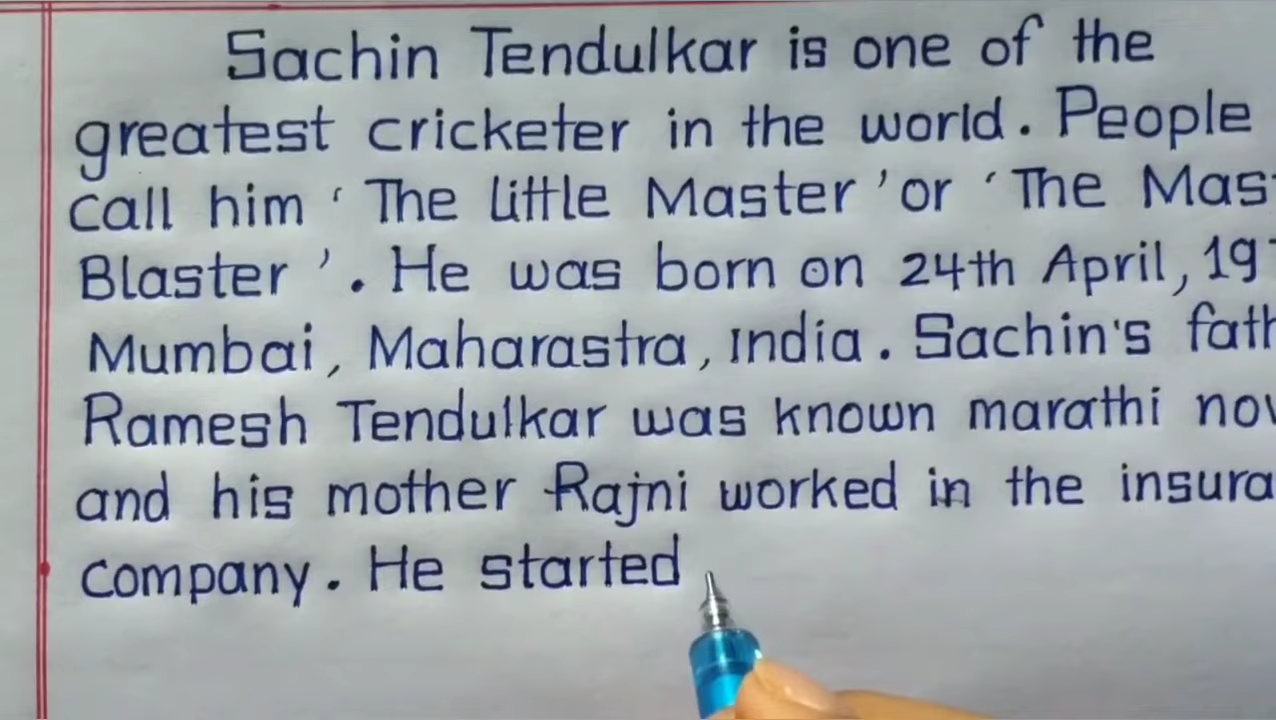 Sachin Tendulkar is one of the
greatest cricketer in the world. People
call him ‘The little Master’ or ‘The Mas
Blaster’. He was born on 24th April, 19
Mumbai, Maharastra, India. Sachin's fath
Ramesh Tendulkar was known marathi nov
and his mother Rajni worked in the insura
company. He started